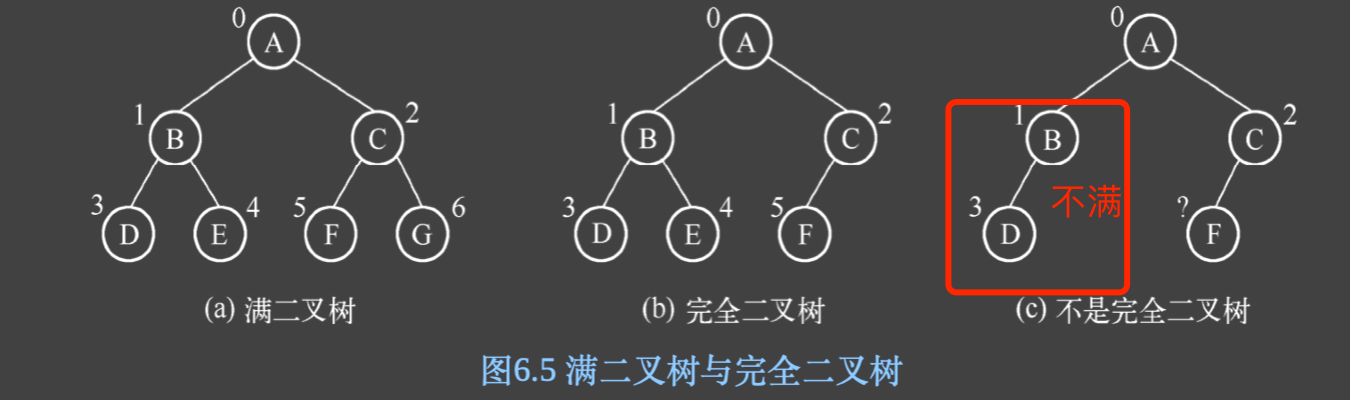 0 A
1 B C 2
3 D E 4 5 F G 6
(a) 满二叉树
0 A
1 B C 2
3 D E 4 5 F
(b) 完全二叉树
0 A
1 B C 2
不满
3 D ? F
(c) 不是完全二叉树
图6.5 满二叉树与完全二叉树